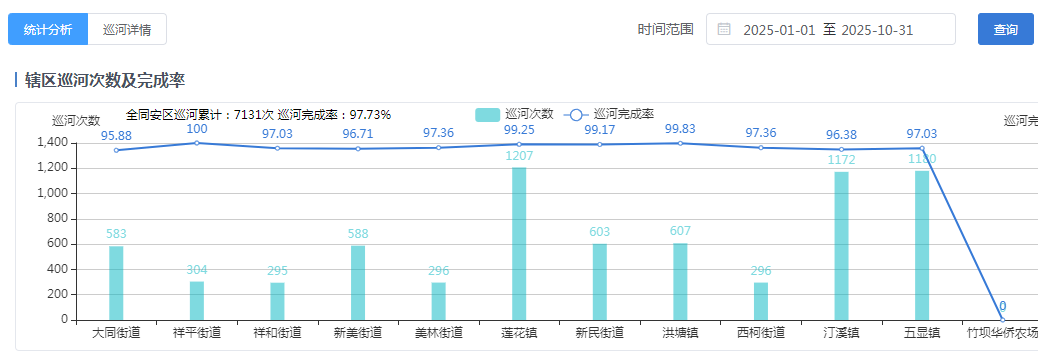 统计分析 巡河详情 时间范围 2025-01-01 至 2025-10-31 查询
辖区巡河次数及完成率
巡河次数 全同安区巡河累计：7131次 巡河完成率：97.73% 巡河次数 巡河完成率 巡河完
95.88 100 97.03 96.71 97.36 99.25 99.17 99.83 97.36 96.38 97.03 0
1,400
1,200
1,000
800
600
400
200
0
583 304 295 588 296 1207 603 607 296 1172 1180
大同街道 祥平街道 祥和街道 新美街道 美林街道 莲花镇 新民街道 洪塘镇 西柯街道 汀溪镇 五显镇 竹坝华侨农场